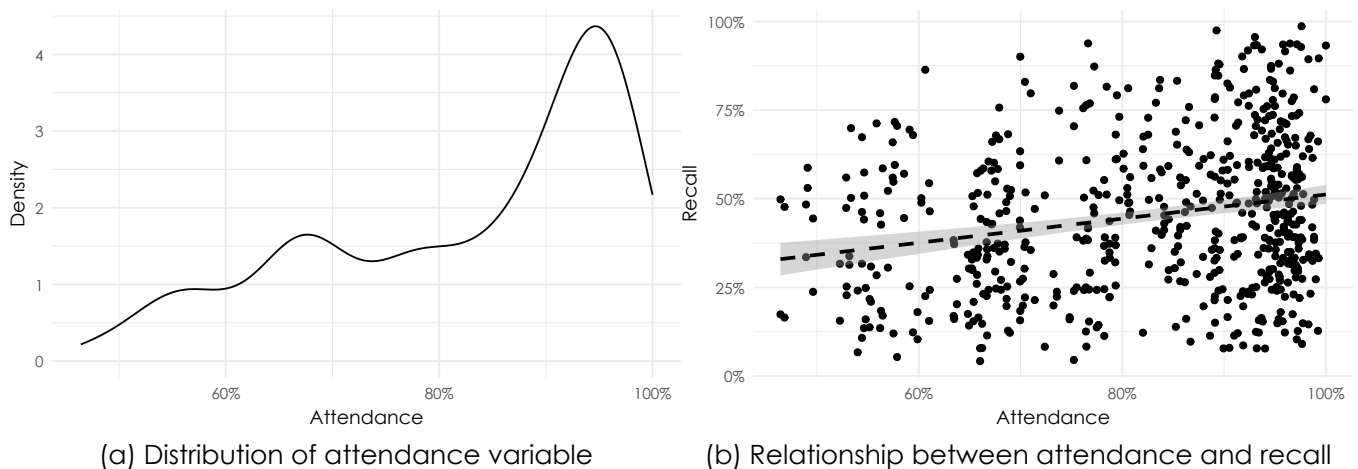 4
3
2
1
0
Density
60%
80%
100%
Attendance
(a) Distribution of attendance variable
100%
75%
50%
25%
0%
Recall
60%
80%
100%
Attendance
(b) Relationship between attendance and recall